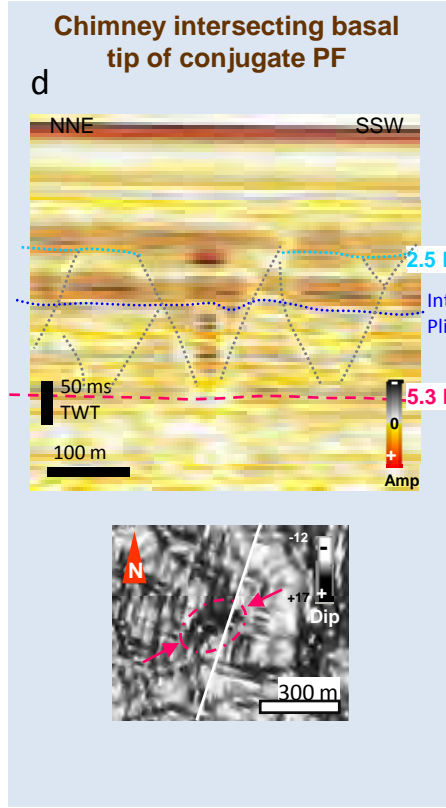 Chimney intersecting basal
tip of conjugate PF
d
NNE SSW
2.5
Int
Pli
50 ms
TWT
5.3
100 m
-
0
+
Amp
N
-12
-
+17
+
Dip
300 m